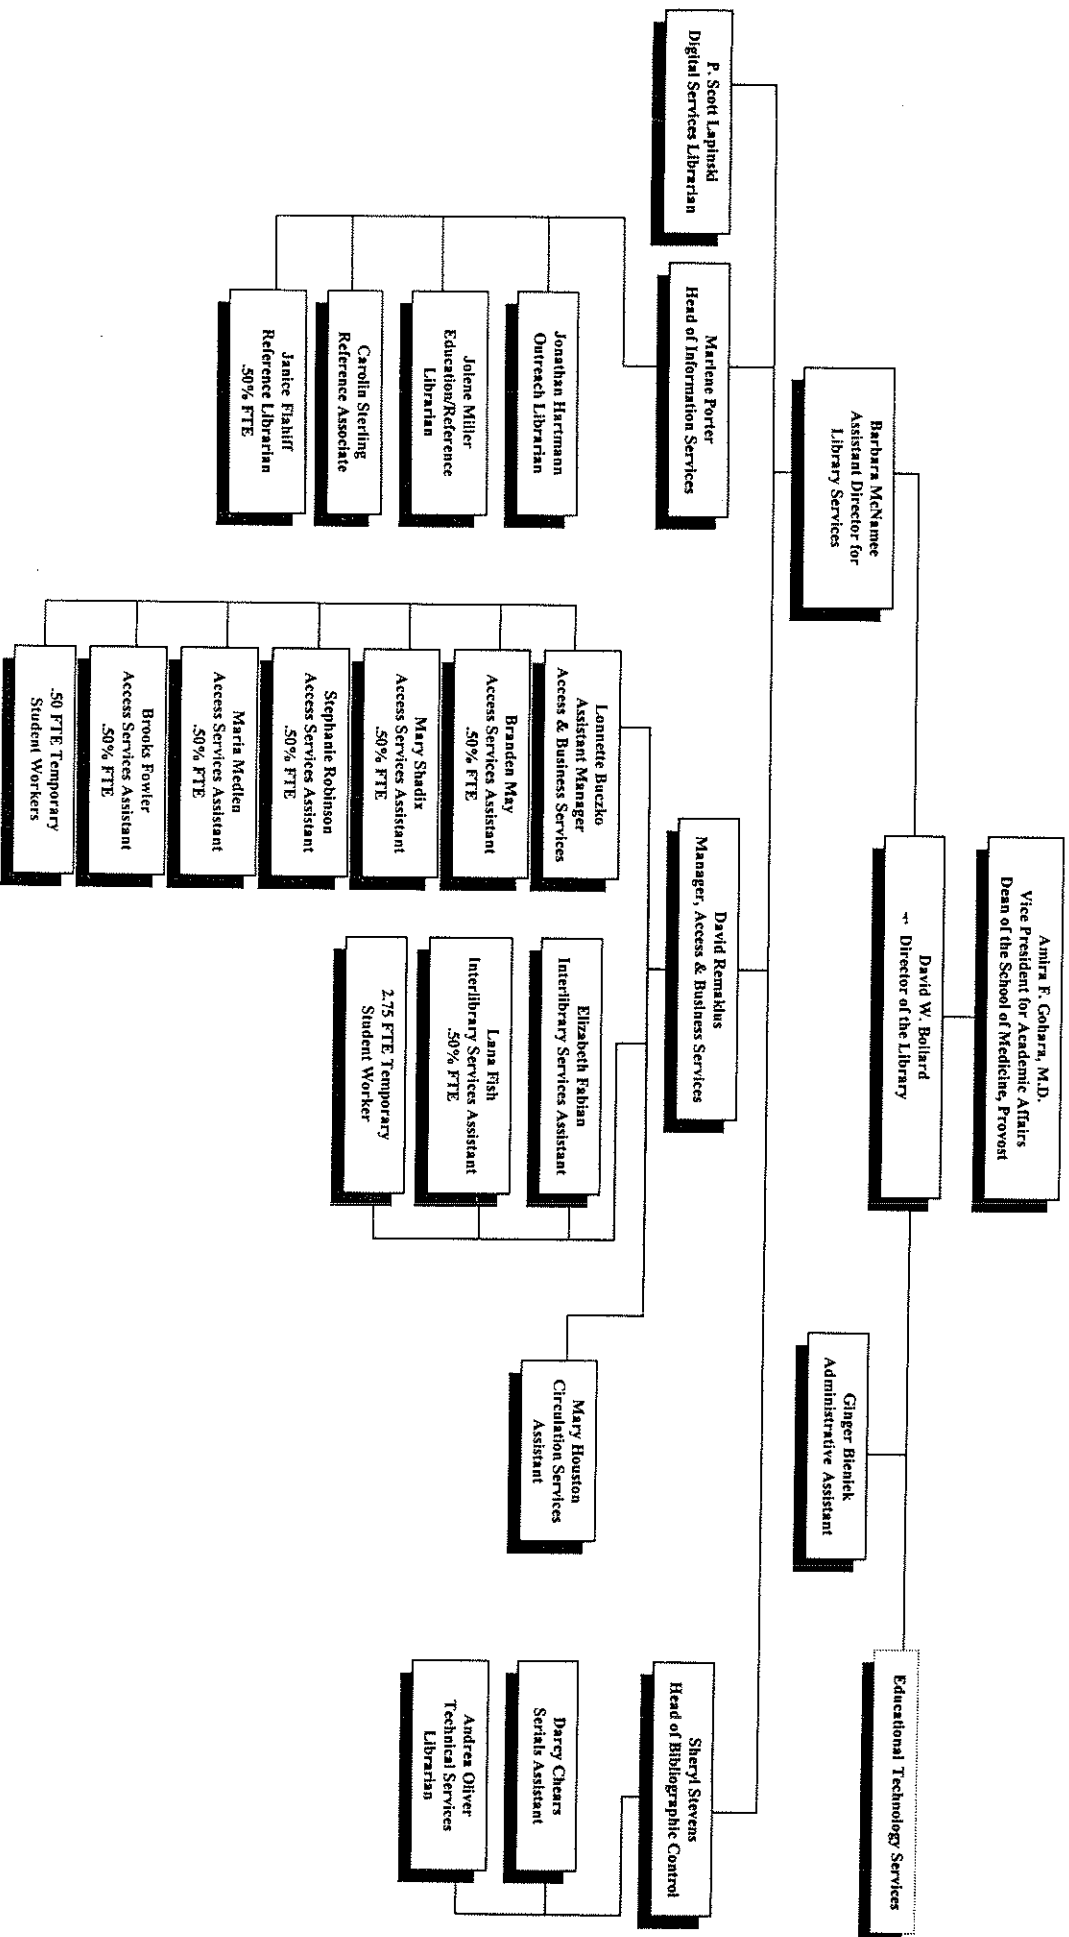 Amira F. Gohara, M.D.
Vice President for Academic Affairs
Dean of the School of Medicine, Provost
David W. Bollard
Director of the Library
Barbara McNamee
Assistant Director for
Library Services
Ginger Bieniek
Administrative Assistant
Educational Technology Services
P. Scott Lapinski
Digital Services Librarian
Marlene Porter
Head of Information Services
David Remaklus
Manager, Access & Business Services
Sheryl Stevens
Head of Bibliographic Control
Jonathan Hartmann
Outreach Librarian
Jolene Miller
Education/Reference
Librarian
Carolin Sterling
Reference Associate
Janice Flahiff
Reference Librarian
.50% FTE
Lonnette Buczko
Assistant Manager
Access & Business Services
Branden May
Access Services Assistant
.50% FTE
Mary Shadix
Access Services Assistant
.50% FTE
Stephanie Robinson
Access Services Assistant
.50% FTE
Maria Medlen
Access Services Assistant
.50% FTE
Brooks Fowler
Access Services Assistant
.50% FTE
.50 FTE Temporary
Student Workers
Elizabeth Fabian
Interlibrary Services Assistant
Lana Fish
Interlibrary Services Assistant
.50% FTE
2.75 FTE Temporary
Student Worker
Mary Houston
Circulation Services
Assistant
Darcy Chears
Serials Assistant
Andrea Oliver
Technical Services
Librarian